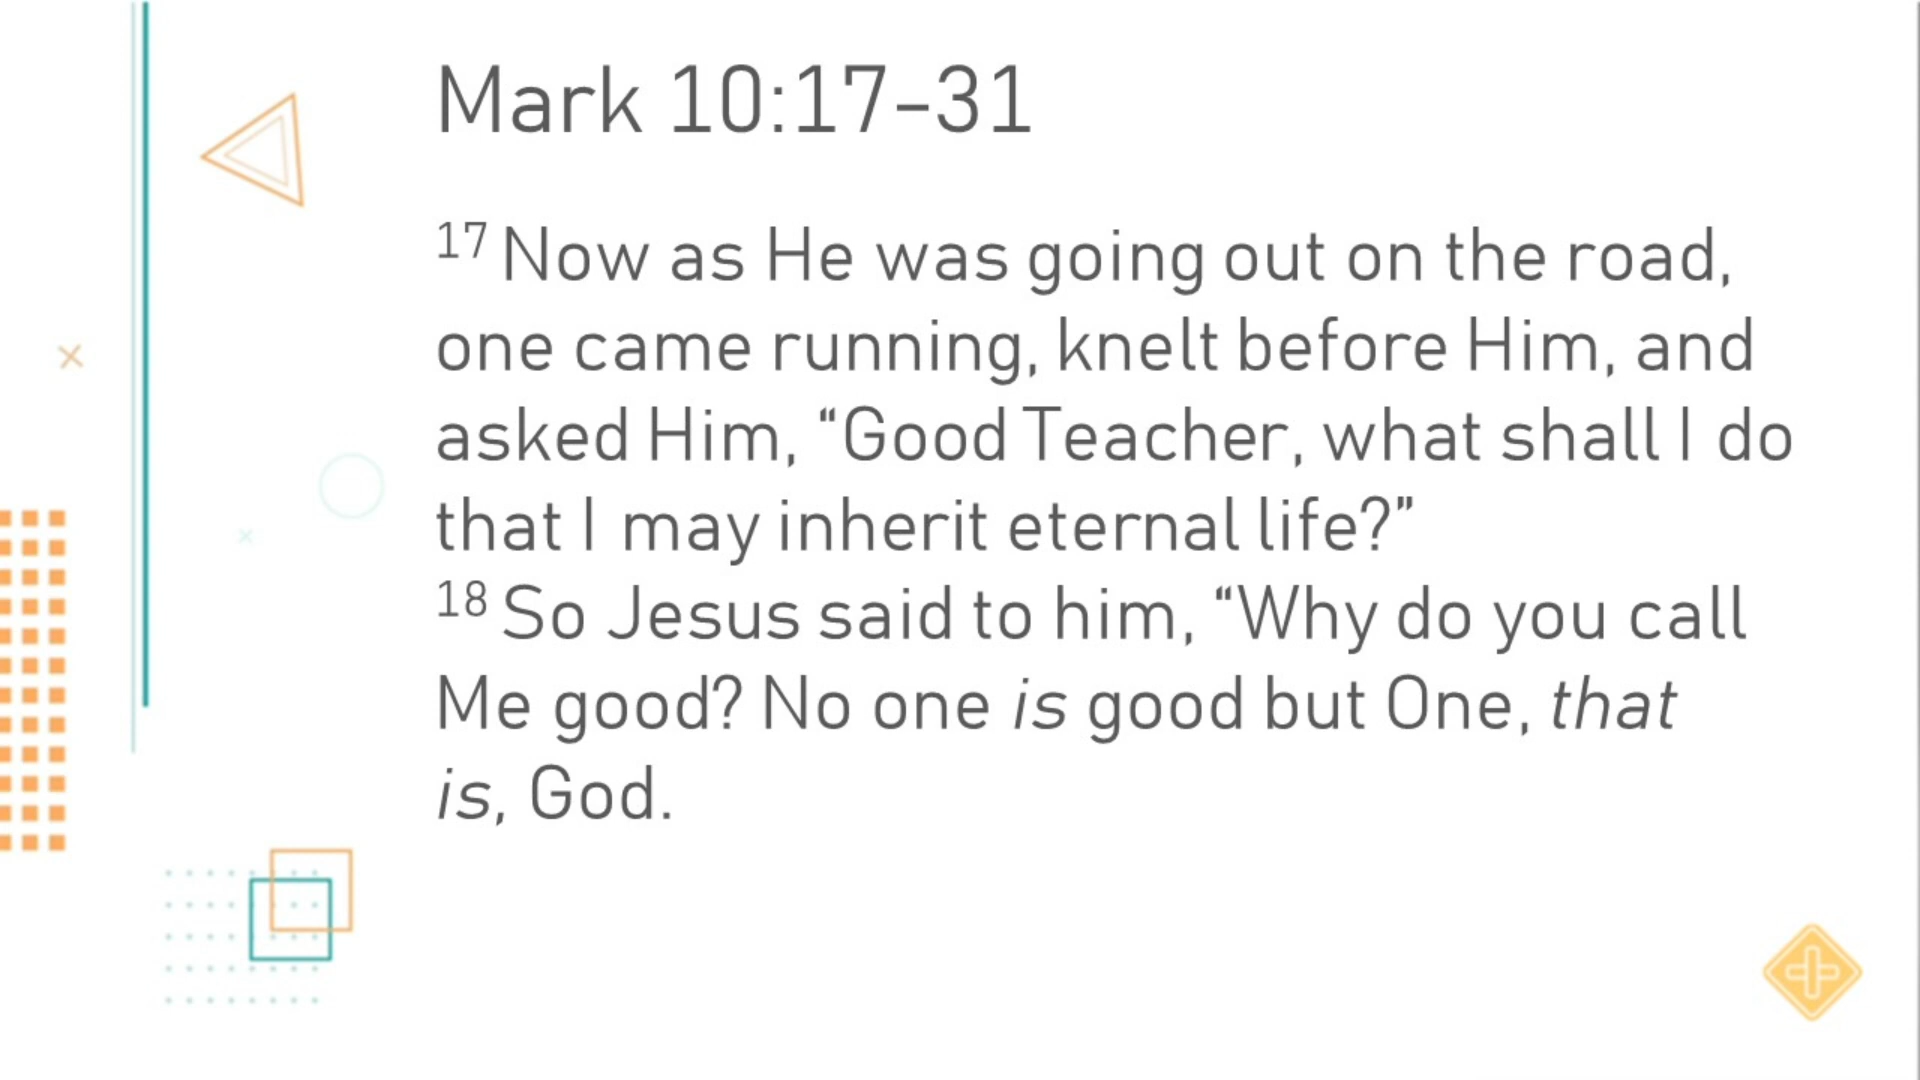 Mark 10:17-31
17 Now as He was going out on the road,
one came running, knelt before Him, and
asked Him, “Good Teacher, what shall I do
that I may inherit eternal life?”
18 So Jesus said to him, “Why do you call
Me good? No one is good but One, that
is, God.